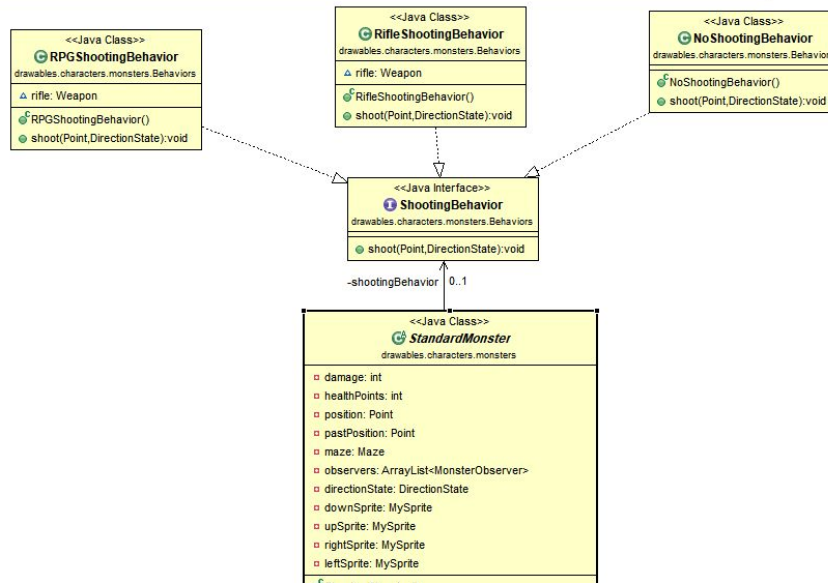 <<Java Class>>
RPGShootingBehavior
drawables.characters.monsters.Behaviors
rifle: Weapon
RPGShootingBehavior()
shoot(Point,DirectionState):void
<<Java Class>>
RifleShootingBehavior
drawables.characters.monsters.Behaviors
rifle: Weapon
RifleShootingBehavior()
shoot(Point,DirectionState):void
<<Java Class>>
NoShootingBehavior
drawables.characters.monsters.Behaviors
NoShootingBehavior()
shoot(Point,DirectionState):void
<<Java Interface>>
ShootingBehavior
drawables.characters.monsters.Behaviors
shoot(Point,DirectionState):void
-shootingBehavior 0..1
<<Java Class>>
StandardMonster
drawables.characters.monsters
damage: int
healthPoints: int
position: Point
pastPosition: Point
maze: Maze
observers: ArrayList<MonsterObserver>
directionState: DirectionState
downSprite: MySprite
upSprite: MySprite
rightSprite: MySprite
leftSprite: MySprite